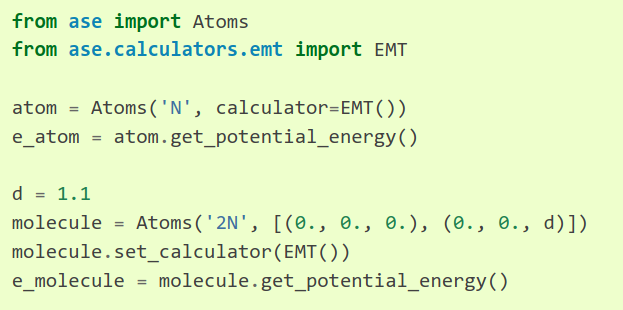 from ase import Atoms
from ase.calculators.emt import EMT
atom = Atoms('N', calculator=EMT())
e_atom = atom.get_potential_energy()
d = 1.1
molecule = Atoms('2N', [(0., 0., 0.), (0., 0., d)])
molecule.set_calculator(EMT())
e_molecule = molecule.get_potential_energy()